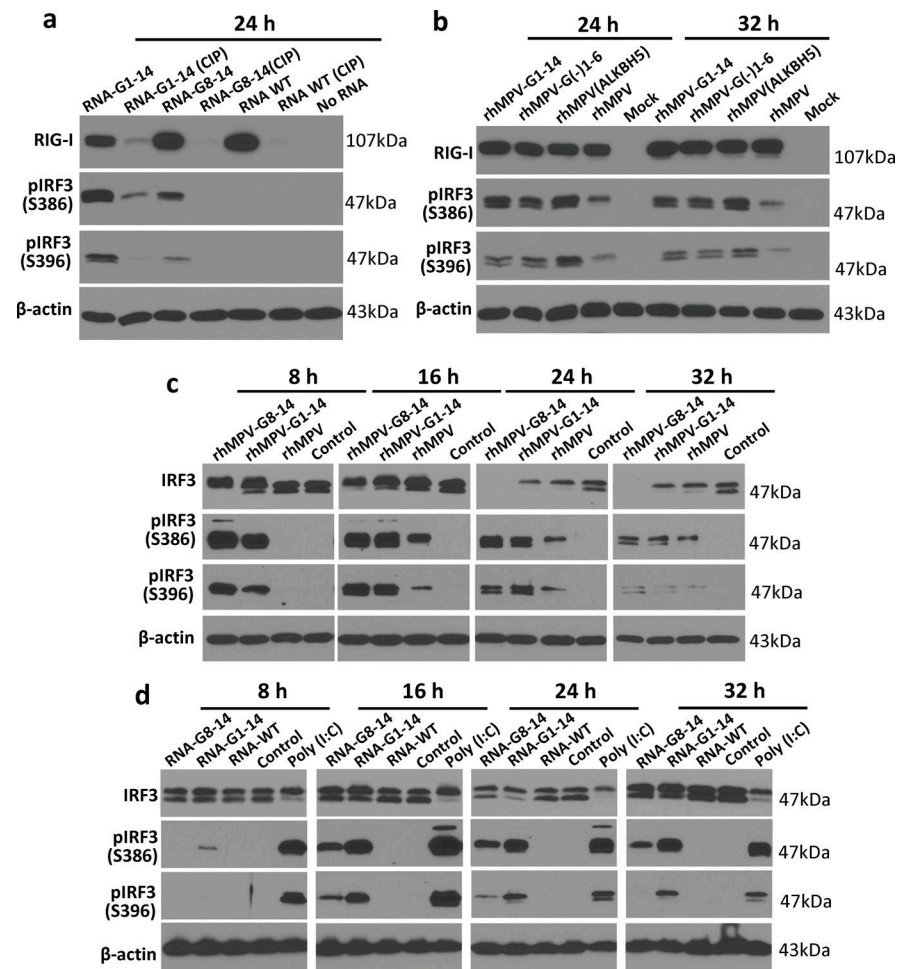 a
24 h
RNA-G1-14
RNA-G1-14 (CIP)
RNA-G8-14
RNA-G8-14(CIP)
RNA WT
RNA WT (CIP)
No RNA
RIG-I
107kDa
pIRF3
(S386)
47kDa
pIRF3
(S396)
47kDa
β-actin
43kDa
b
24 h
32 h
rhMPV-G1-14
rhMPV-G(-)1-6
rhMPV(ALKBH5)
rhMPV
Mock
rhMPV-G1-14
rhMPV-G(-)1-6
rhMPV(ALKBH5)
rhMPV
Mock
RIG-I
107kDa
pIRF3
(S386)
47kDa
pIRF3
(S396)
47kDa
β-actin
43kDa
c
8 h
16 h
24 h
32 h
rhMPV-G8-14
rhMPV-G1-14
rhMPV
Control
rhMPV-G8-14
rhMPV-G1-14
rhMPV
Control
rhMPV-G8-14
rhMPV-G1-14
rhMPV
Control
rhMPV-G8-14
rhMPV-G1-14
rhMPV
Control
IRF3
47kDa
pIRF3
(S386)
47kDa
pIRF3
(S396)
47kDa
β-actin
43kDa
d
8 h
16 h
24 h
32 h
RNA-G8-14
RNA-G1-14
RNA-WT
Control
Poly (I:C)
RNA-G8-14
RNA-G1-14
RNA-WT
Control
Poly (I:C)
RNA-G8-14
RNA-G1-14
RNA-WT
Control
Poly (I:C)
RNA-G8-14
RNA-G1-14
RNA-WT
Control
Poly (I:C)
IRF3
47kDa
pIRF3
(S386)
47kDa
pIRF3
(S396)
47kDa
β-actin
43kDa